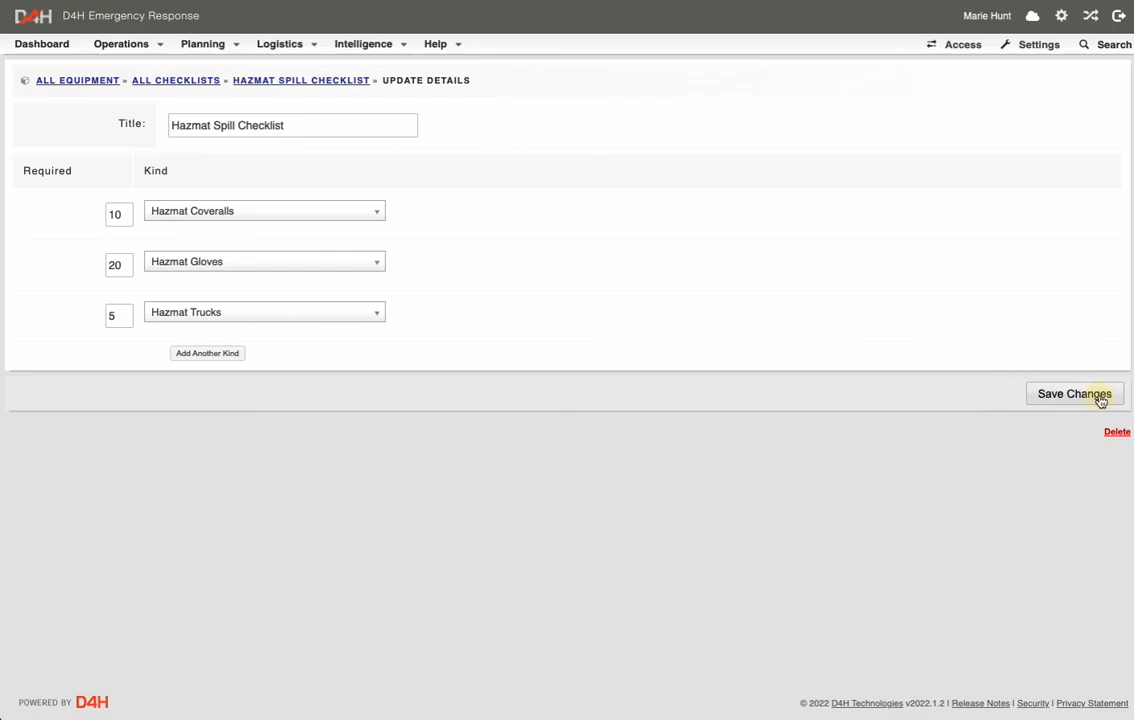 D4H D4H Emergency Response Marie Hunt
Dashboard Operations Planning Logistics Intelligence Help Access Settings Search
ALL EQUIPMENT » ALL CHECKLISTS » HAZMAT SPILL CHECKLIST » UPDATE DETAILS
Title: Hazmat Spill Checklist
Required Kind
10 Hazmat Coveralls
20 Hazmat Gloves
5 Hazmat Trucks
Add Another Kind
Save Changes
Delete
POWERED BY D4H © 2022 D4H Technologies v2022.1.2 | Release Notes | Security | Privacy Statement